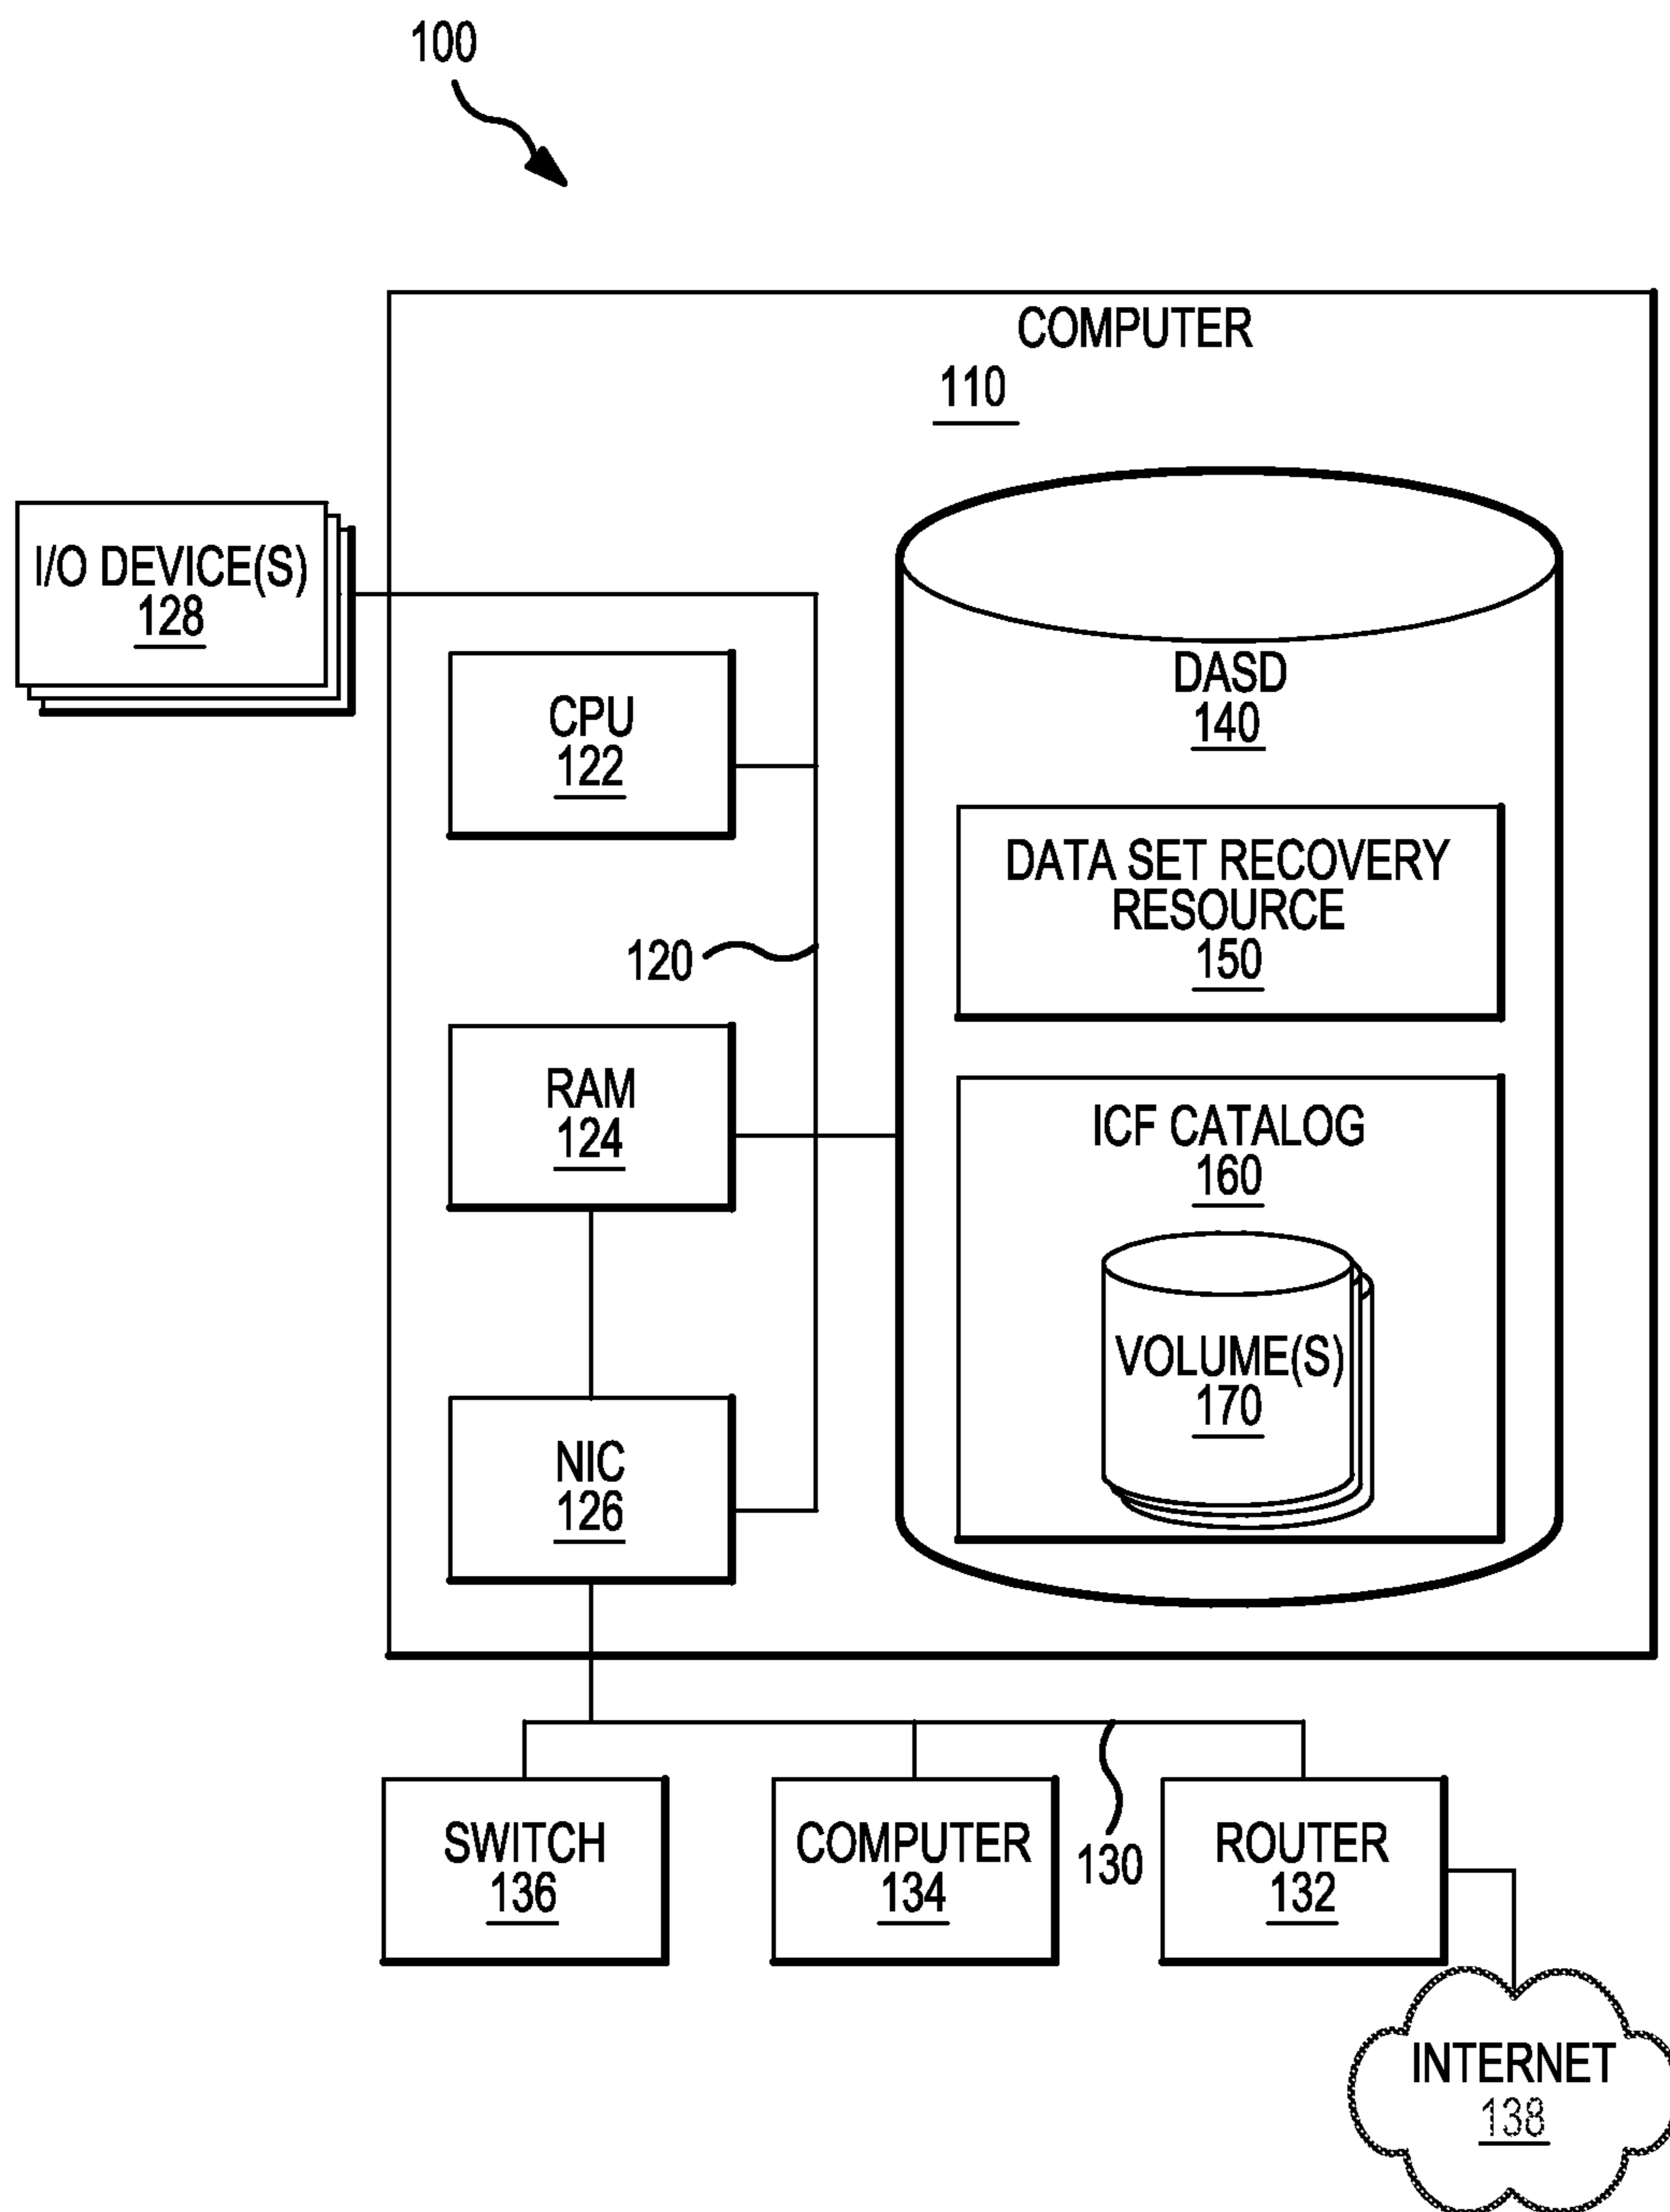 100
COMPUTER
110
I/O DEVICE(S)
128
CPU
122
DASD
140
DATA SET RECOVERY
RESOURCE
150
120
RAM
124
ICF CATALOG
160
VOLUME(S)
170
NIC
126
SWITCH
136
COMPUTER
134
130
ROUTER
132
INTERNET
138